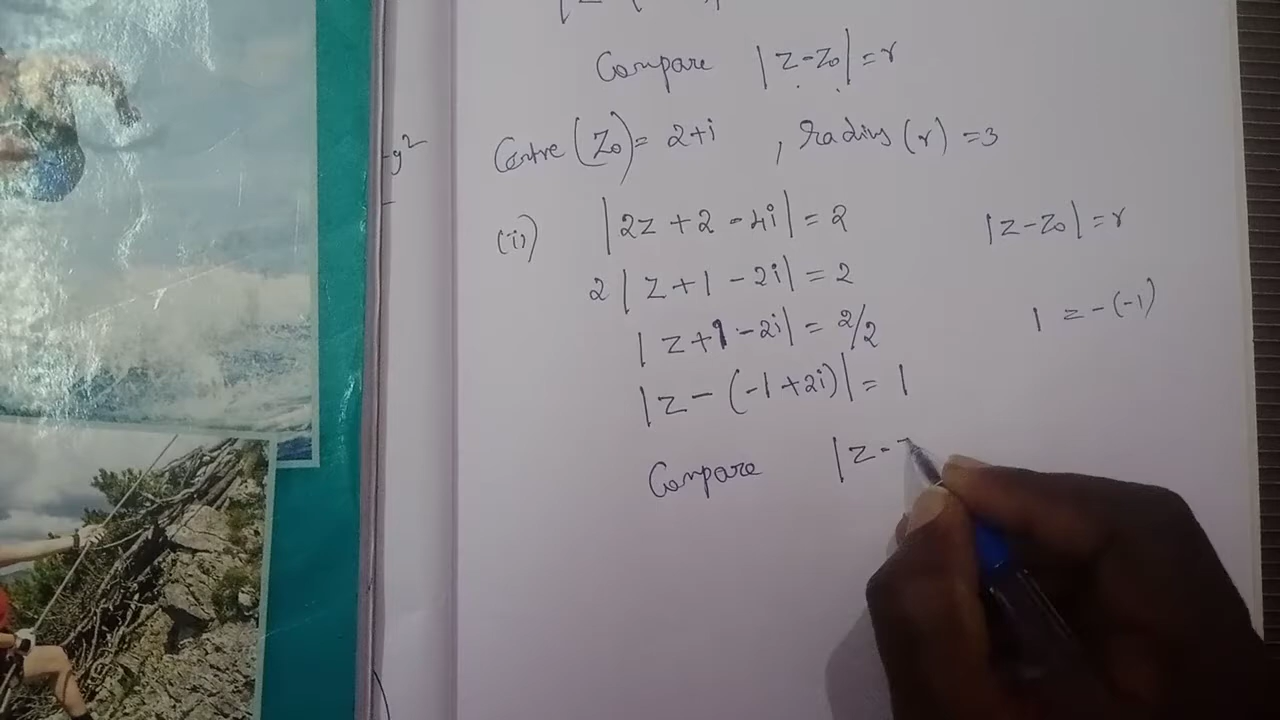 Compare |z-z₀|=r
Centre (z₀)= 2+i , radius (r) =3
(ii) |2z+2-4i|=2
|z-z₀|=r
2|z+1-2i|=2
|z+1-2i|=2/2
| z-(-1)
|z-(-1+2i)|=1
Compare |z-
-y²